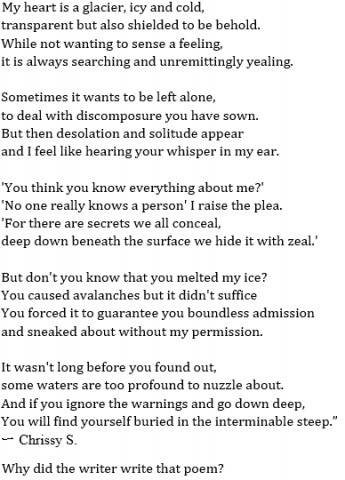 My heart is a glacier, icy and cold,
transparent but also shielded to be behold.
While not wanting to sense a feeling,
it is always searching and unremittingly yealing.
Sometimes it wants to be left alone,
to deal with discomposure you have sown.
But then desolation and solitude appear
and I feel like hearing your whisper in my ear.
'You think you know everything about me?'
'No one really knows a person' I raise the plea.
'For there are secrets we all conceal,
deep down beneath the surface we hide it with zeal.'
But don't you know that you melted my ice?
You caused avalanches but it didn't suffice
You forced it to guarantee you boundless admission
and sneaked about without my permission.
It wasn't long before you found out,
some waters are too profound to nuzzle about.
And if you ignore the warnings and go down deep,
You will find yourself buried in the interminable steep.”
— Chrissy S.
Why did the writer write that poem?